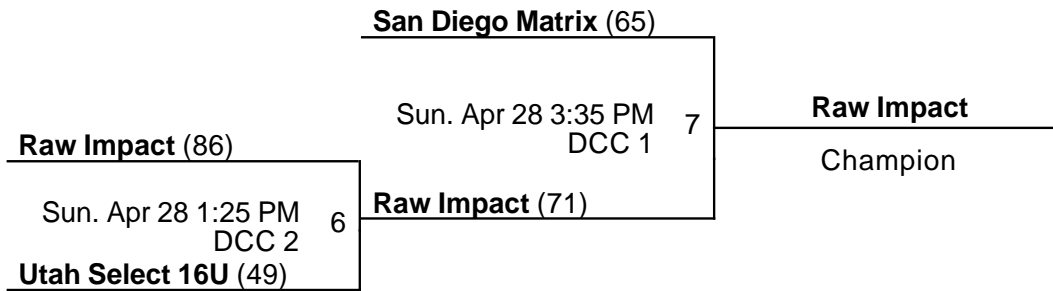 San Diego Matrix (65)
Sun. Apr 28 3:35 PM
DCC 1
7
Raw Impact
Champion
Raw Impact (86)
Sun. Apr 28 1:25 PM
DCC 2
6
Raw Impact (71)
Utah Select 16U (49)